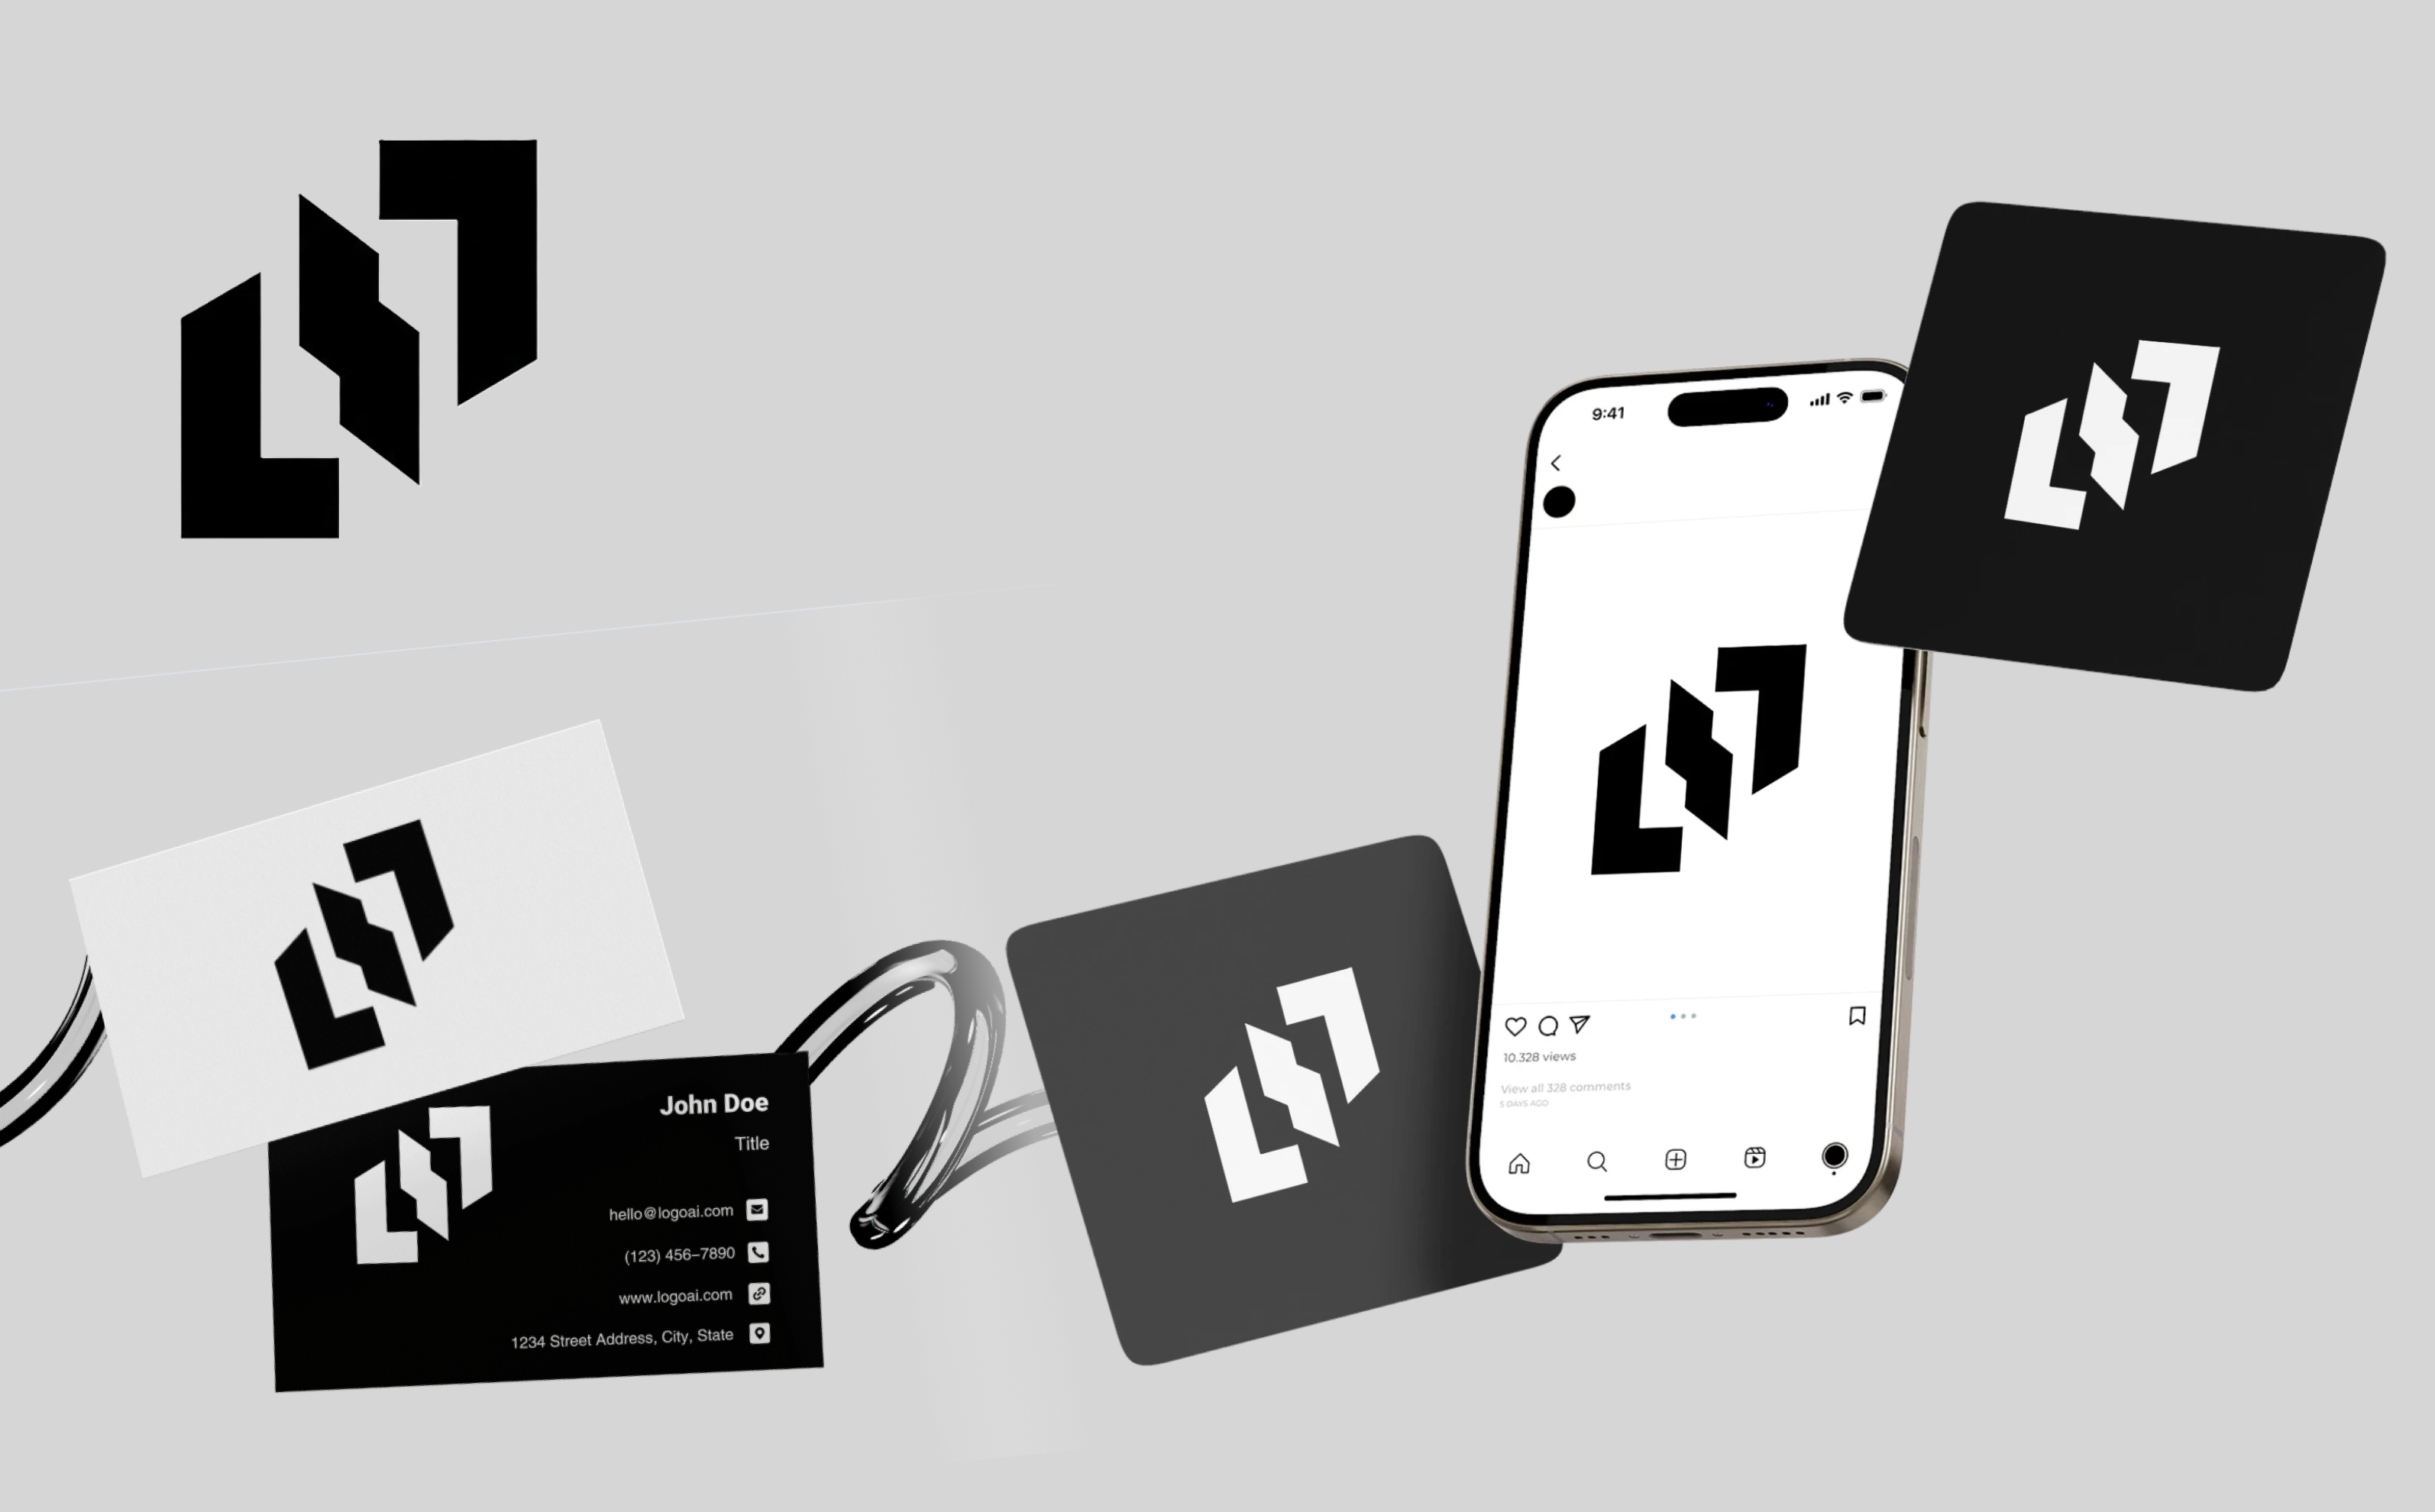 9:41
10.328 views
View all 328 comments
5 DAYS AGO
John Doe
Title
hello@logoai.com
(123) 456-7890
www.logoai.com
1234 Street Address, City, State